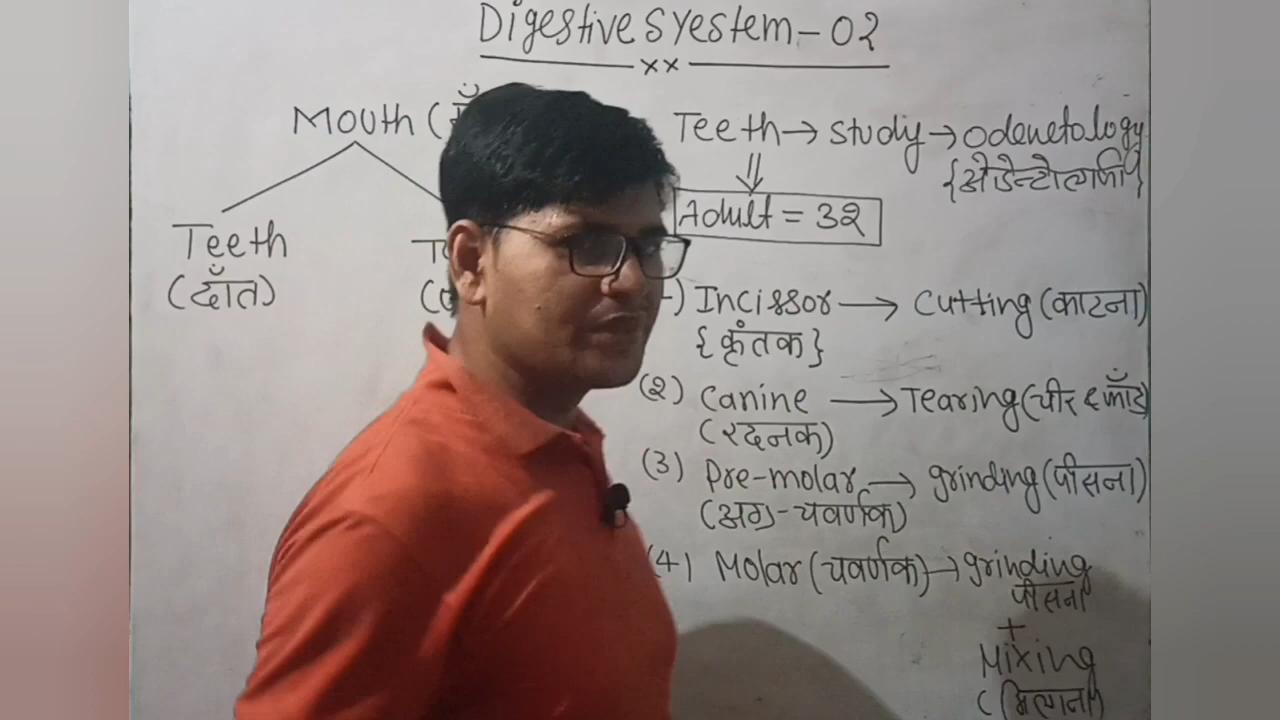 Digestive Syestem - 02
Mouth (
Teeth
(दाँत)
Teeth → study → odenetology
{ओडेन्टोलॉजी}
Adult = 32
Incissor → cutting (काटना)
{कृंतक}
(2) Canine → Tearing (चीर &फाँड़)
(रदनक)
(3) Pre-molar → grinding (पीसना)
(अग्र-चवर्णक)
(4) Molar (चवर्णक) → grinding
पीसना
+
Mixing
(मिलाना)